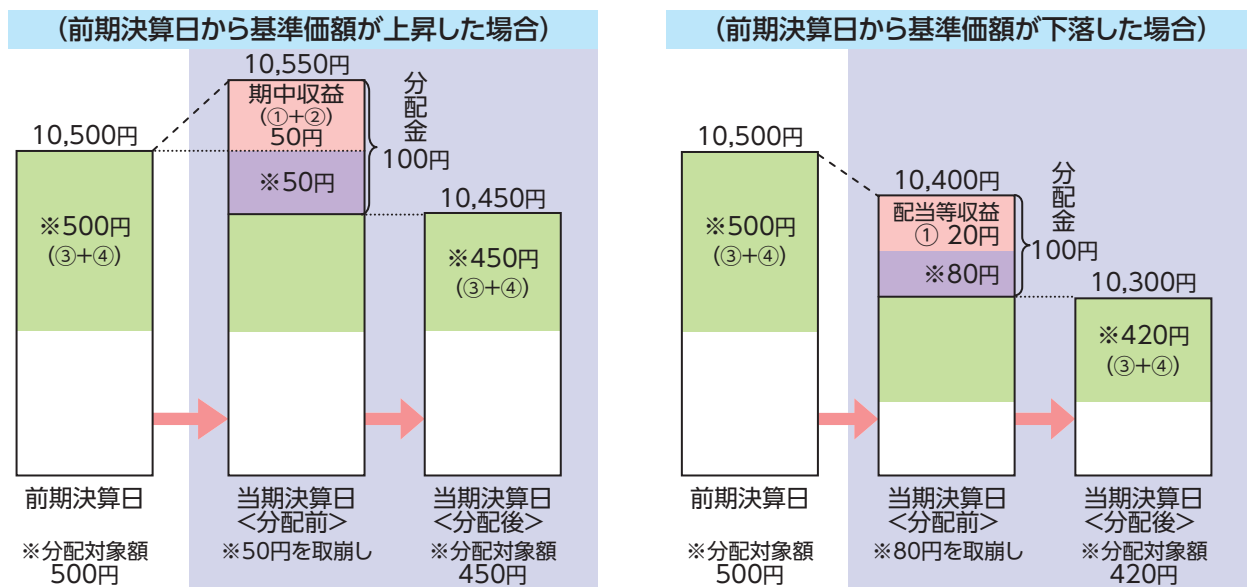 (前期決算日から基準価額が上昇した場合)
10,550円
期中収益
(①+②)
50円
分配金
100円
10,500円
※50円
10,450円
※500円
(③+④)
※450円
(③+④)
前期決算日
当期決算日
<分配前>
当期決算日
<分配後>
※分配対象額
500円
※50円を取崩し
※分配対象額
450円
(前期決算日から基準価額が下落した場合)
10,500円
10,400円
配当等収益
① 20円
分配金
100円
※500円
(③+④)
※80円
10,300円
※420円
(③+④)
前期決算日
当期決算日
<分配前>
当期決算日
<分配後>
※分配対象額
500円
※80円を取崩し
※分配対象額
420円